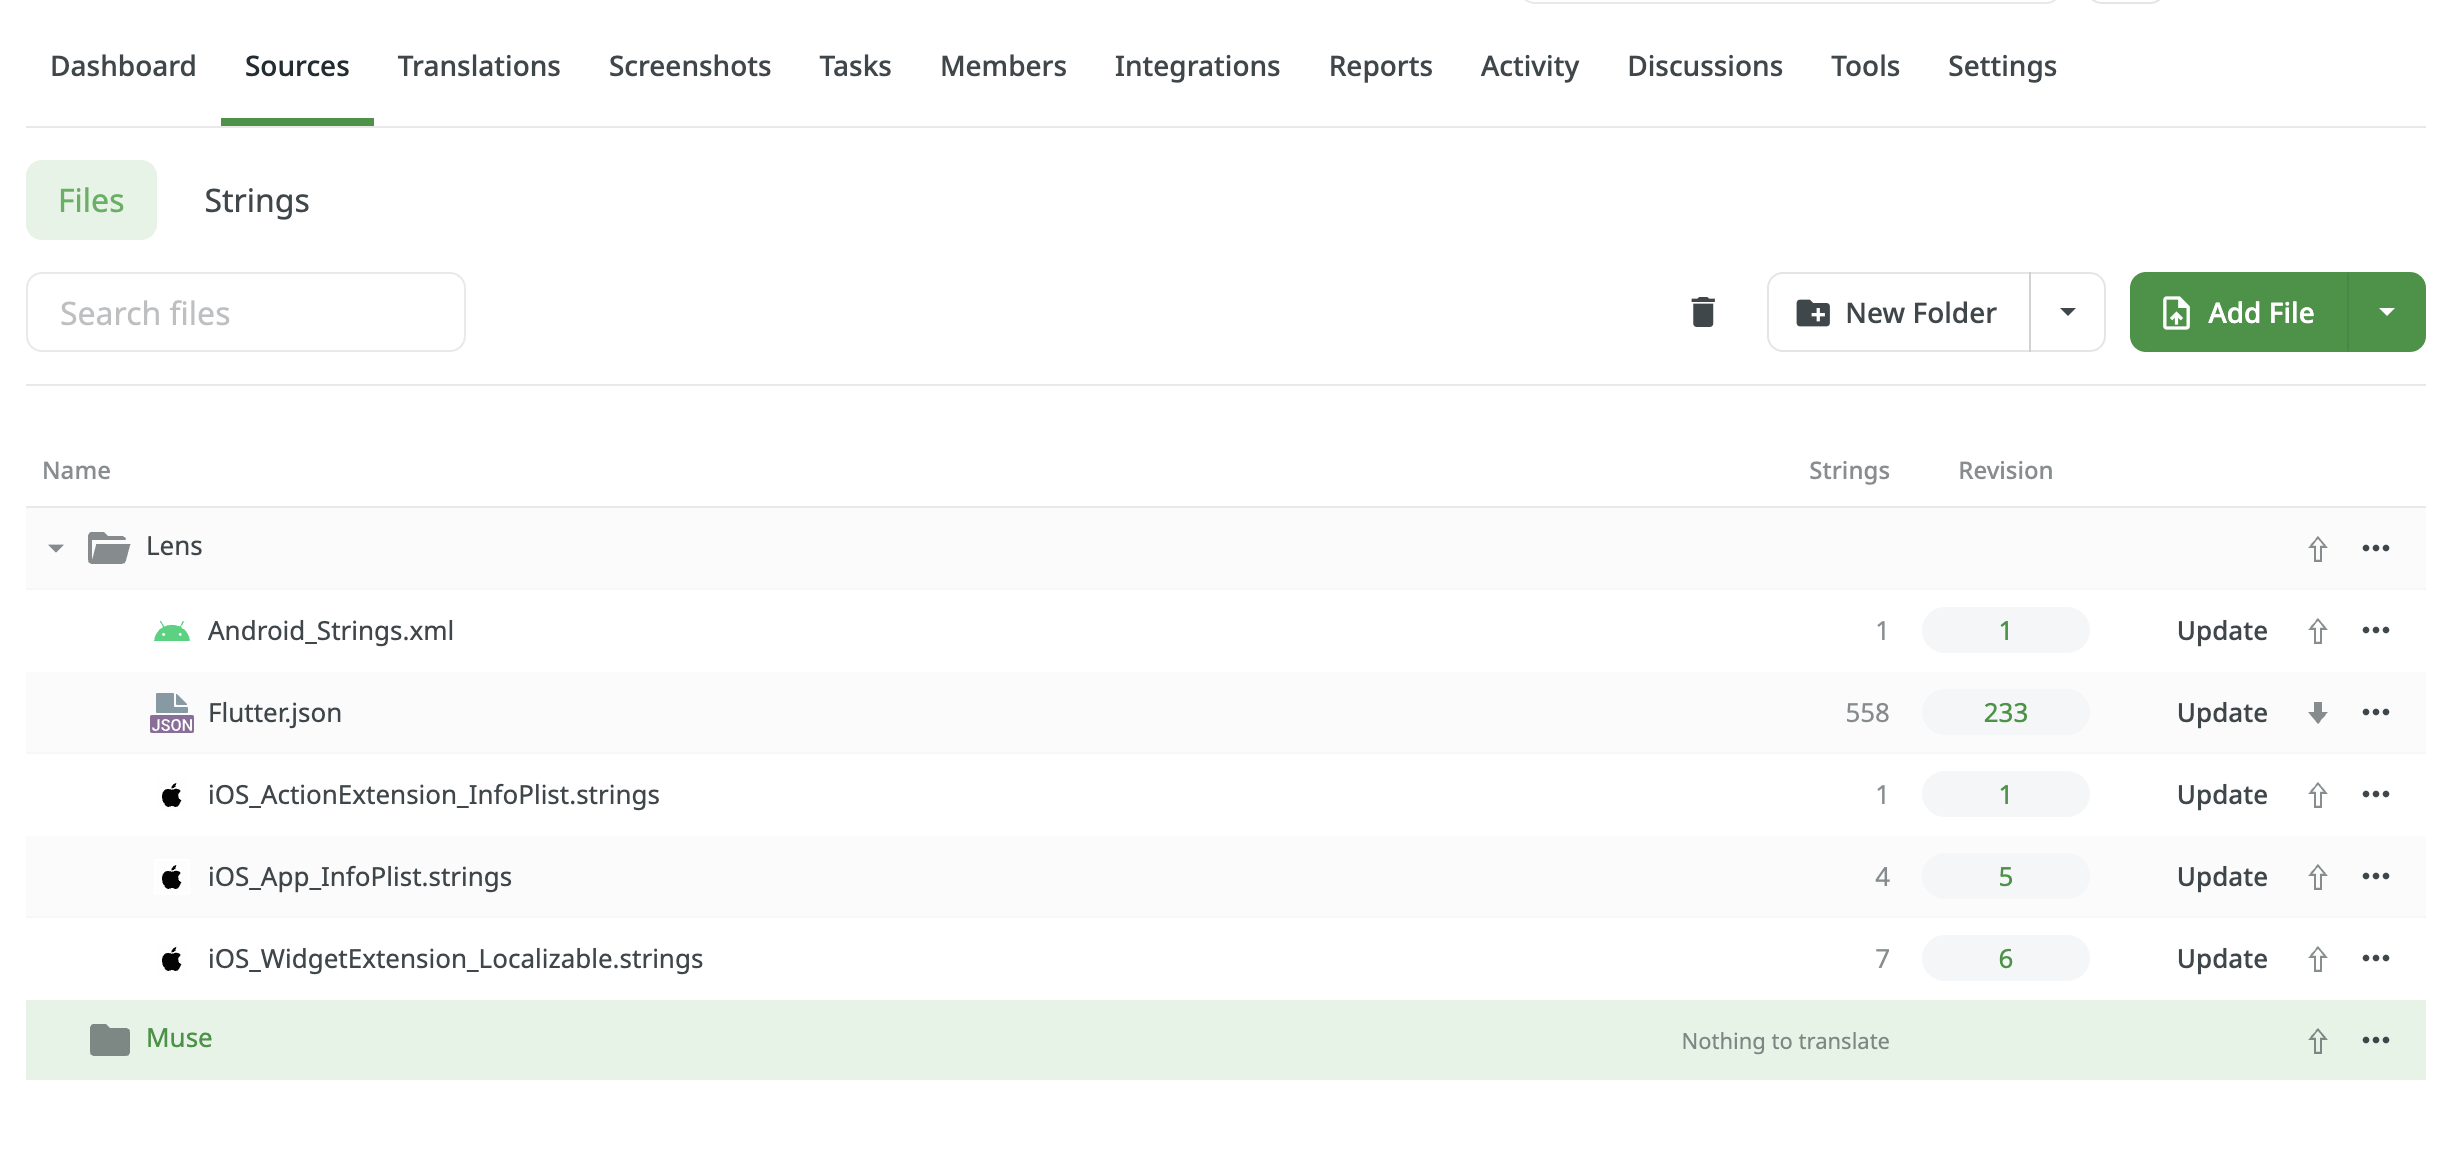 Dashboard Sources Translations Screenshots Tasks Members Integrations Reports Activity Discussions Tools Settings
Files Strings
Search files New Folder Add File
Name Strings Revision
Lens
Android_Strings.xml 1 1 Update
JSON Flutter.json 558 233 Update
iOS_ActionExtension_InfoPlist.strings 1 1 Update
iOS_App_InfoPlist.strings 4 5 Update
iOS_WidgetExtension_Localizable.strings 7 6 Update
Muse Nothing to translate